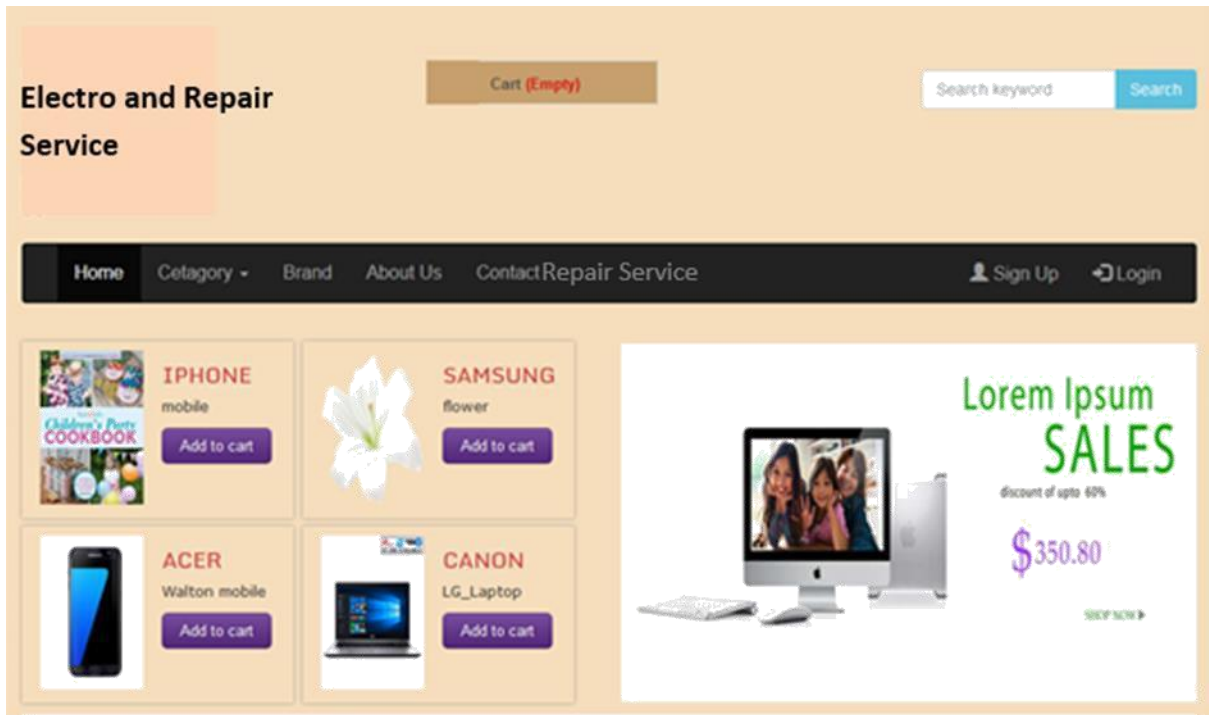 Electro and Repair
Service
Cart (Empty)
Search keyword
Search
Home
Cetagory
Brand
About Us
Contact
Repair Service
Sign Up
Login
Children's Party
COOKBOOK
IPHONE
mobile
Add to cart
SAMSUNG
flower
Add to cart
ACER
Walton mobile
Add to cart
CANON
LG_Laptop
Add to cart
Lorem Ipsum
SALES
discount of upto 60%
$350.80
SHOP NOW